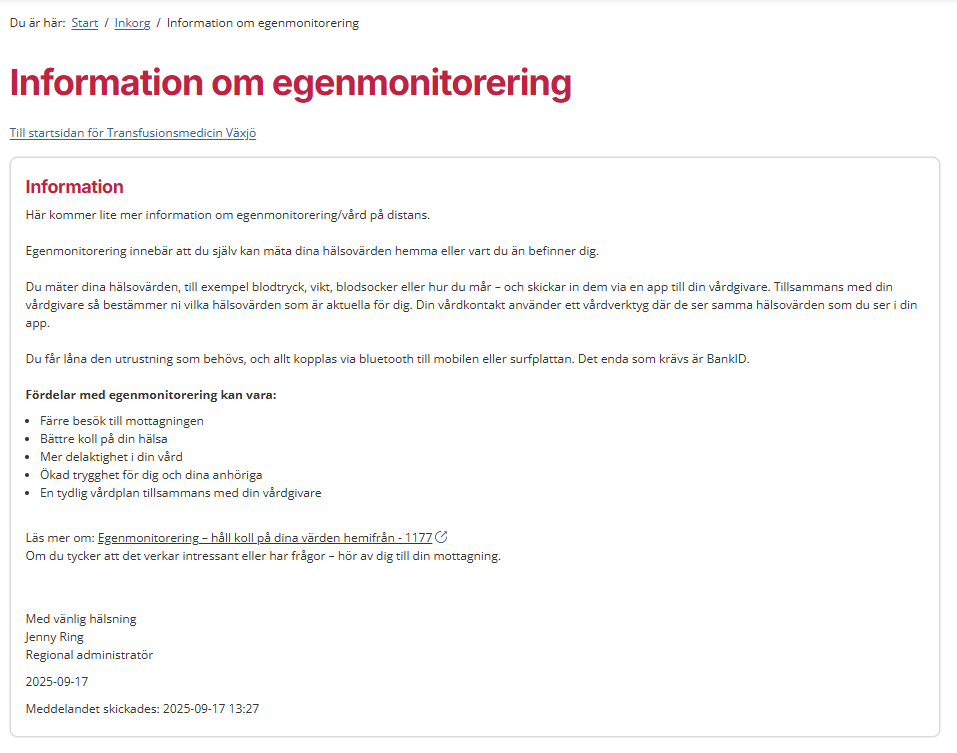 Du är här: Start / Inkorg / Information om egenmonitorering
Information om egenmonitorering
Till startsidan för Transfusionsmedicin Växjö
Information
Här kommer lite mer information om egenmonitorering/vård på distans.
Egenmonitorering innebär att du själv kan mäta dina hälsovärden hemma eller vart du än befinner dig.
Du mäter dina hälsovärden, till exempel blodtryck, vikt, blodsocker eller hur du mår – och skickar in dem via en app till din vårdgivare. Tillsammans med din
vårdgivare så bestämmer ni vilka hälsovärden som är aktuella för dig. Din vårdkontakt använder ett vårdverktyg där de ser samma hälsovärden som du ser i din
app.
Du får låna den utrustning som behövs, och allt kopplas via bluetooth till mobilen eller surfplattan. Det enda som krävs är BankID.
Fördelar med egenmonitorering kan vara:
• Färre besök till mottagningen
• Bättre koll på din hälsa
• Mer delaktighet i din vård
• Ökad trygghet för dig och dina anhöriga
• En tydlig vårdplan tillsammans med din vårdgivare
Läs mer om: Egenmonitorering – håll koll på dina värden hemifrån - 1177
Om du tycker att det verkar intressant eller har frågor – hör av dig till din mottagning.
Med vänlig hälsning
Jenny Ring
Regional administratör
2025-09-17
Meddelandet skickades: 2025-09-17 13:27